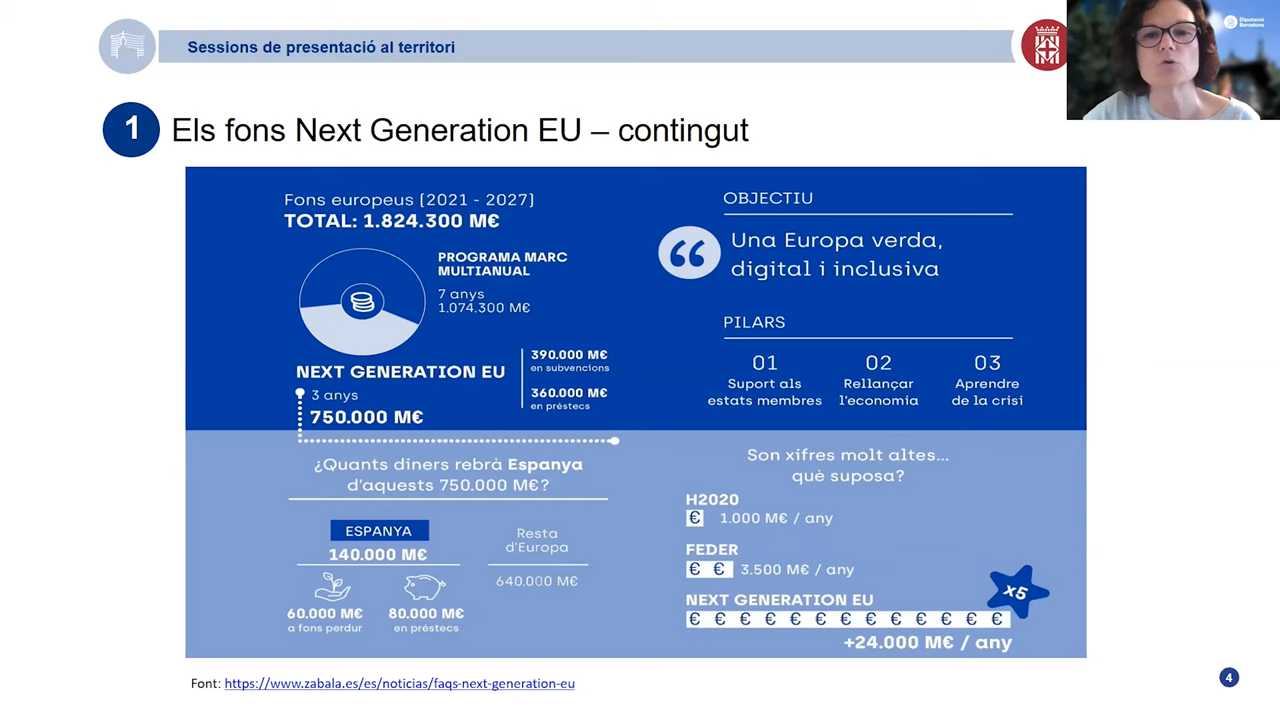 Sessions de presentació al territori
Diputació
Barcelona
1
Els fons Next Generation EU – contingut
Fons europeus (2021 - 2027)
TOTAL: 1.824.300 M€
PROGRAMA MARC
MULTIANUAL
7 anys
1.074.300 M€
NEXT GENERATION EU
3 anys
750.000 M€
390.000 M€
en subvencions
360.000 M€
en préstecs
OBJECTIU
“
Una Europa verda,
digital i inclusiva
PILARS
01
Suport als
estats membres
02
Rellançar
l'economia
03
Aprendre
de la crisi
¿Quants diners rebrà Espanya
d'aquests 750.000 M€?
ESPANYA
140.000 M€
60.000 M€
a fons perdur
80.000 M€
en préstecs
Resta
d'Europa
640.000 M€
Son xifres molt altes...
què suposa?
H2020
€ 1.000 M€ / any
FEDER
€ € 3.500 M€ / any
NEXT GENERATION EU
€ € € € € € € € € € € € €
x5
+24.000 M€ / any
Font: https://www.zabala.es/es/noticias/faqs-next-generation-eu
4